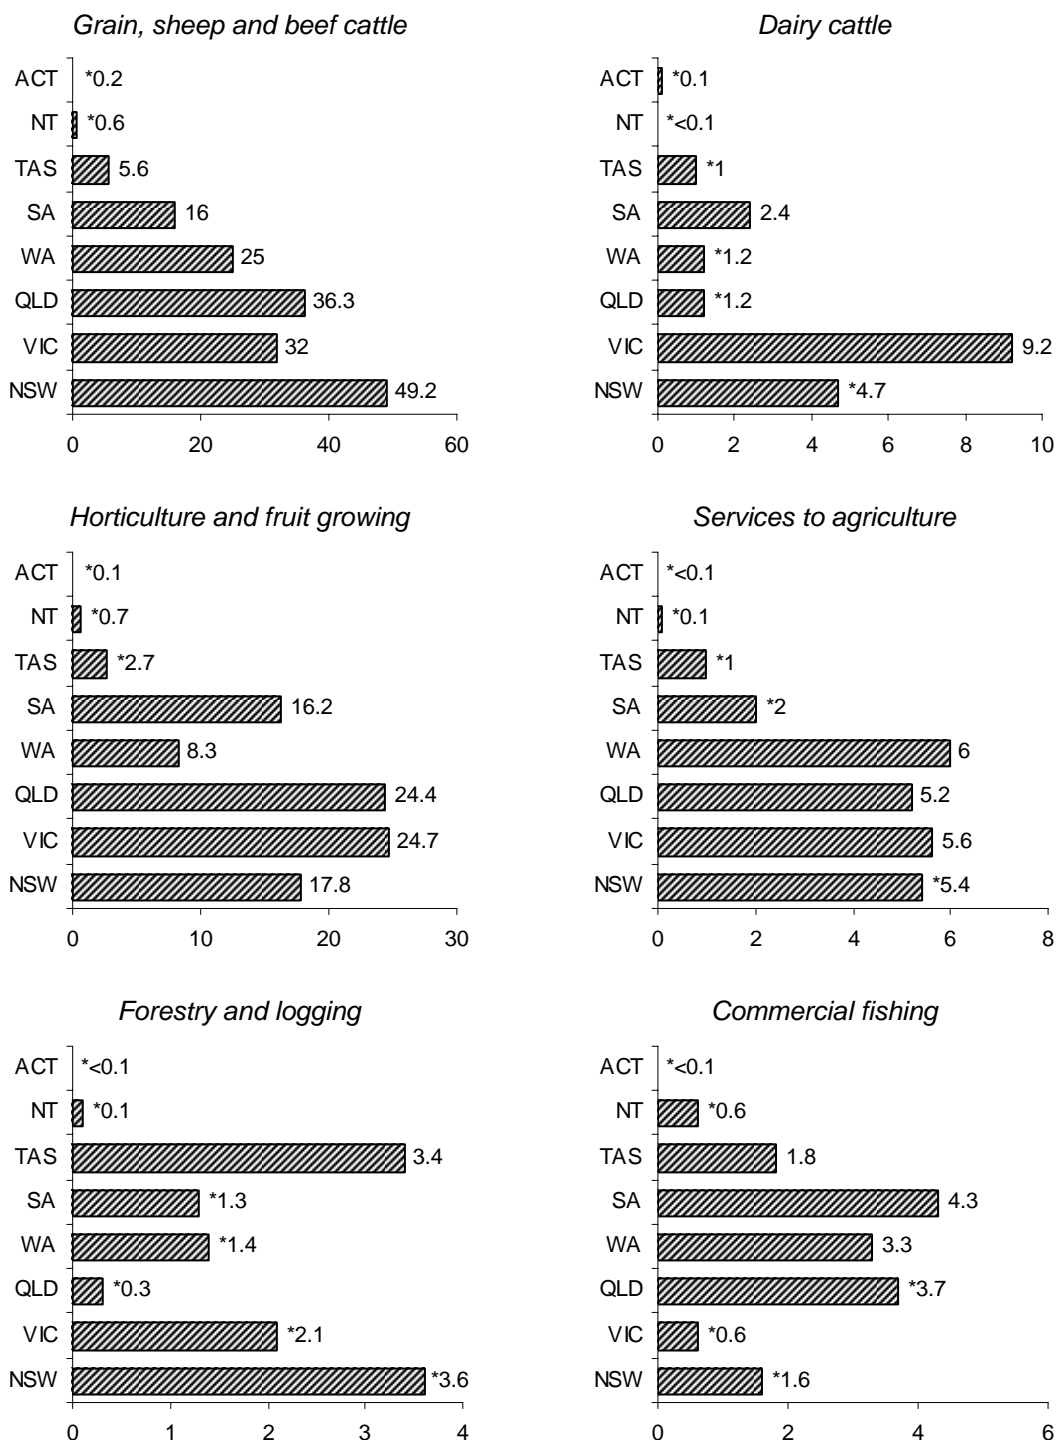 Grain, sheep and beef cattle
ACT *0.2
NT *0.6
TAS 5.6
SA 16
WA 25
QLD 36.3
VIC 32
NSW 49.2
0 20 40 60
Dairy cattle
ACT *0.1
NT *<0.1
TAS *1
SA 2.4
WA *1.2
QLD *1.2
VIC 9.2
NSW *4.7
0 2 4 6 8 10
Horticulture and fruit growing
ACT *0.1
NT *0.7
TAS *2.7
SA 16.2
WA 8.3
QLD 24.4
VIC 24.7
NSW 17.8
0 10 20 30
Services to agriculture
ACT *<0.1
NT *0.1
TAS *1
SA *2
WA 6
QLD 5.2
VIC 5.6
NSW *5.4
0 2 4 6 8
Forestry and logging
ACT *<0.1
NT *0.1
TAS 3.4
SA *1.3
WA *1.4
QLD *0.3
VIC *2.1
NSW *3.6
0 1 2 3 4
Commercial fishing
ACT *<0.1
NT *0.6
TAS 1.8
SA 4.3
WA 3.3
QLD *3.7
VIC *0.6
NSW *1.6
0 2 4 6